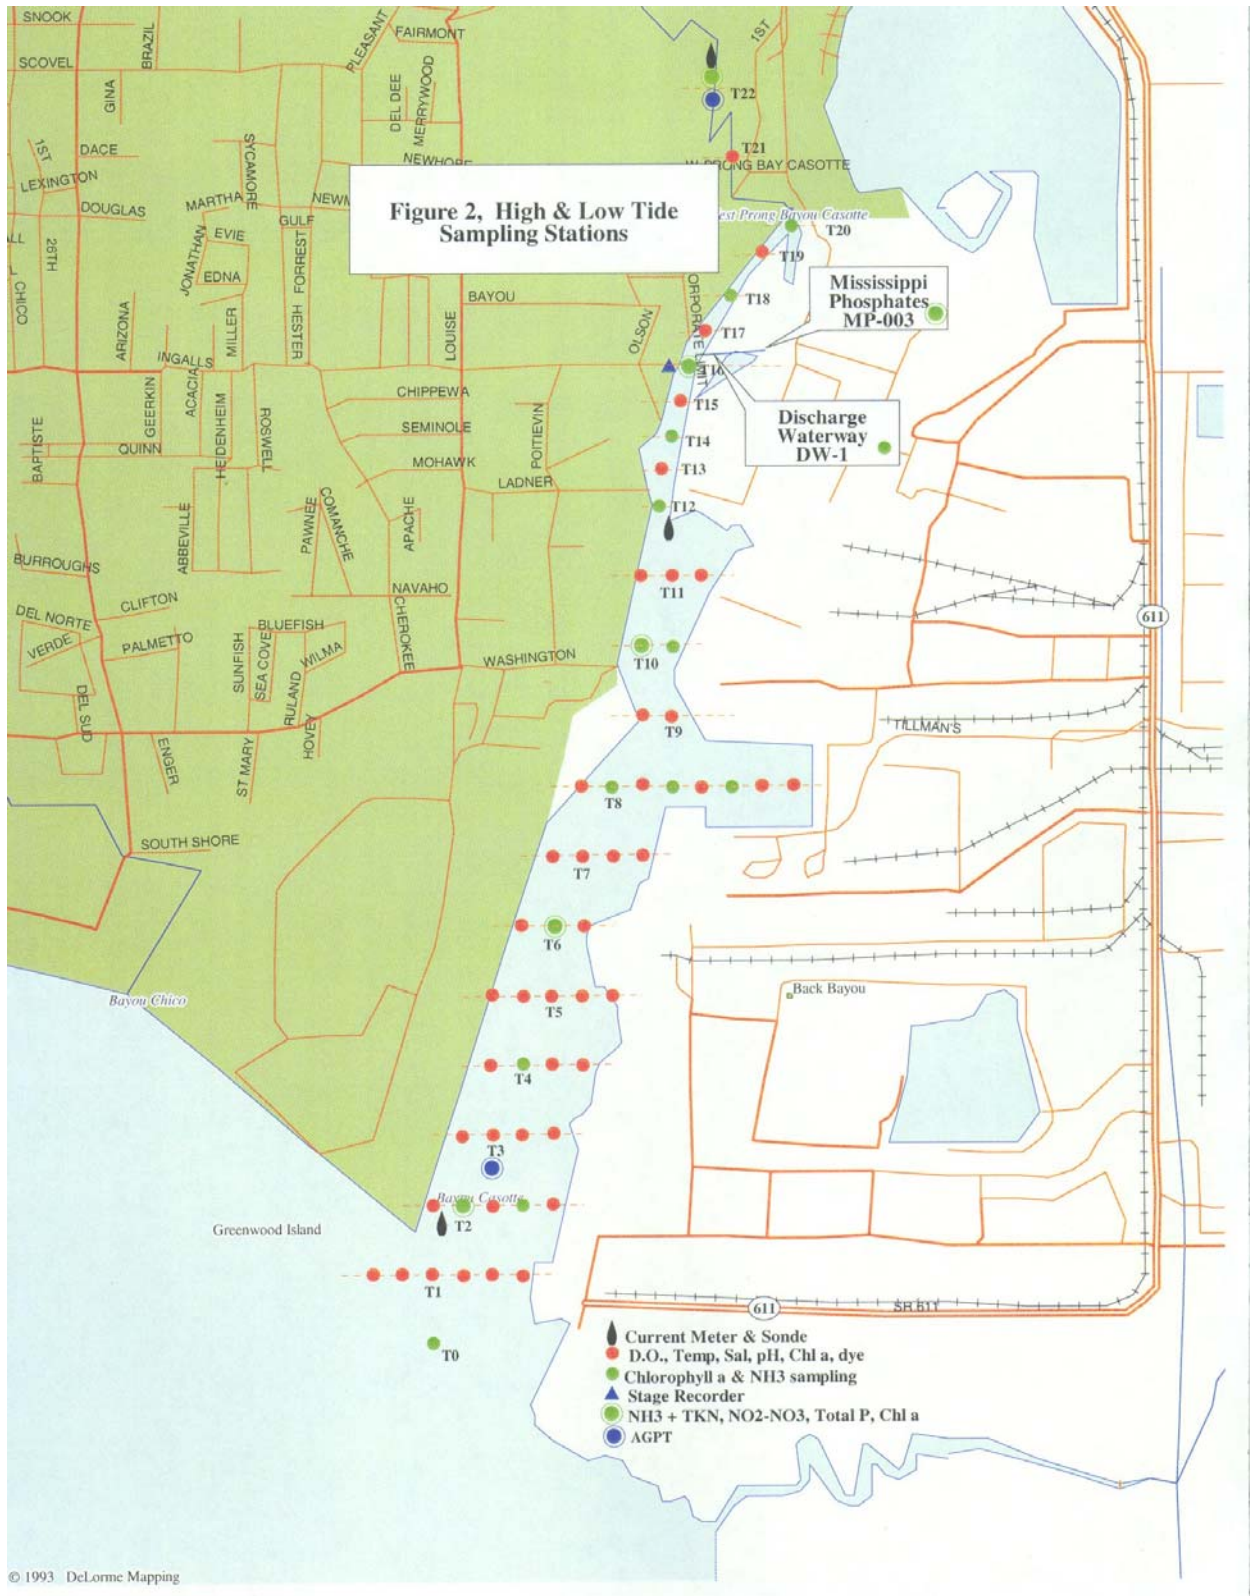 SNOOK
BRAZIL
PLEASANT
FAIRMONT
1ST
SCOVEL
GINA
DEL DEE
MERRYWOOD
T22
1ST
DACE
SYCAMORE
NEWHOPE
T21
W PRONG BAY CASOTTE
LEXINGTON
DOUGLAS
MARTHA
NEWM
GULF
Figure 2, High & Low Tide
Sampling Stations
est Prong Bayou Casotte
T20
26TH
JONATHAN
EVIE
FORREST
T19
EDNA
CHICO
BAYOU
ORPORATE LIMIT
T18
Mississippi
Phosphates
MP-003
ARIZONA
MILLER
HESTER
LOUISE
OLSON
T17
INGALLS
T16
GEERKIN
ACACIA
HEIDENHEIM
CHIPPEWA
T15
BAPTISTE
ROSWELL
SEMINOLE
POITIEVIN
T14
Discharge
Waterway
DW-1
QUINN
MOHAWK
T13
LADNER
ABBEVILLE
PAWNEE
COMANCHE
APACHE
T12
BURROUGHS
NAVAHO
T11
CLIFTON
CHEROKEE
DEL NORTE
BLUEFISH
611
VERDE
PALMETTO
SUNFISH
SEA COVE
WILMA
WASHINGTON
T10
DEL SUD
RULAND
HOVEY
T9
TILLMAN'S
ENGER
ST MARY
T8
SOUTH SHORE
T7
T6
Bayou Chico
Back Bayou
T5
T4
T3
Bayou Casotte
Greenwood Island
T2
T1
611
SR 611
T0
Current Meter & Sonde
D.O., Temp, Sal, pH, Chl a, dye
Chlorophyll a & NH3 sampling
Stage Recorder
NH3 + TKN, NO2-NO3, Total P, Chl a
AGPT
© 1993 DeLorme Mapping